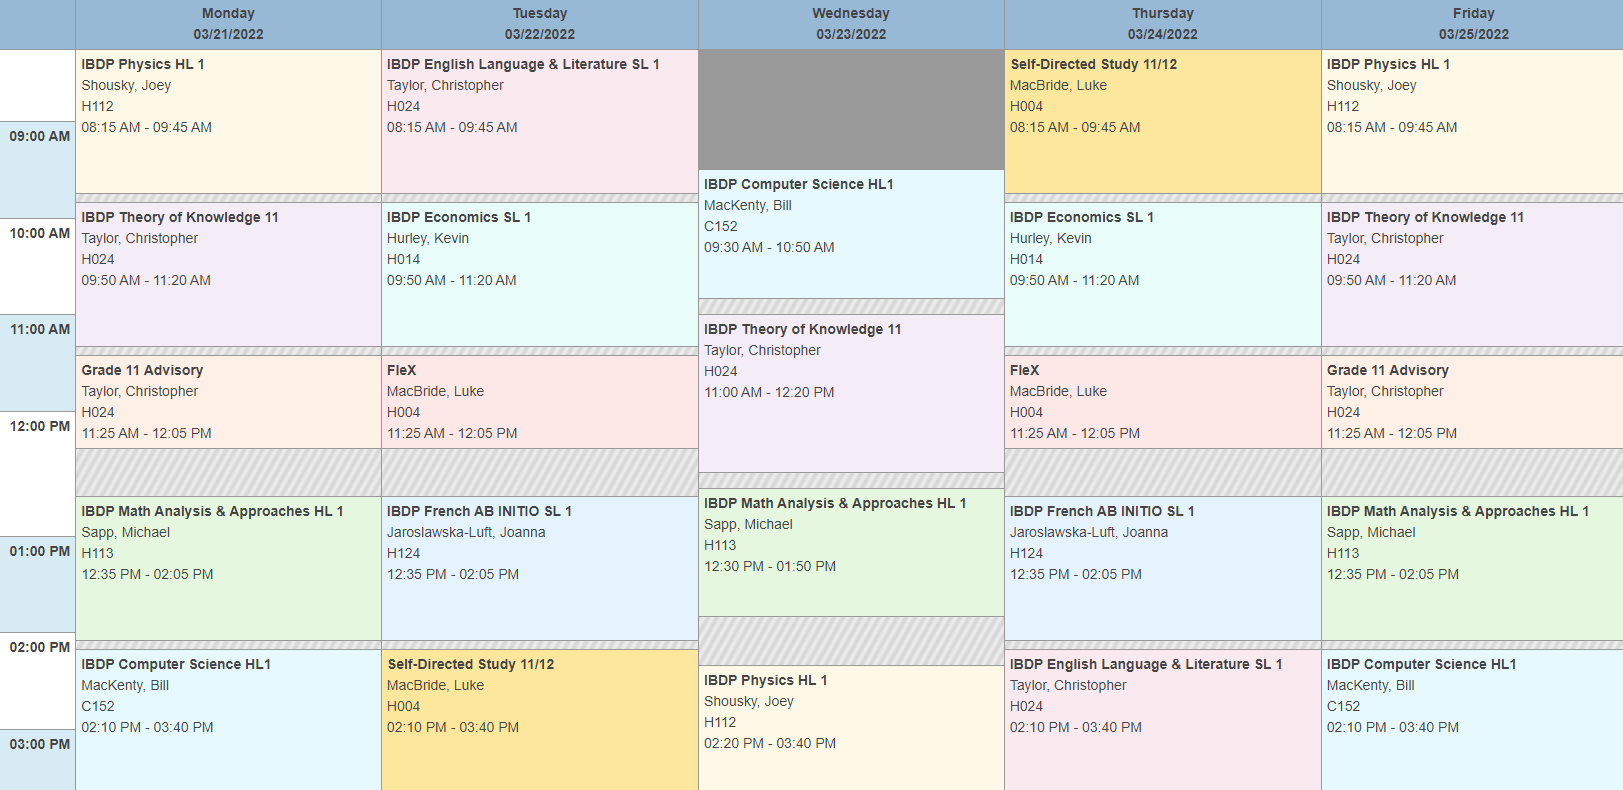 Monday
03/21/2022
Tuesday
03/22/2022
Wednesday
03/23/2022
Thursday
03/24/2022
Friday
03/25/2022
09:00 AM
10:00 AM
11:00 AM
12:00 PM
01:00 PM
02:00 PM
03:00 PM
IBDP Physics HL 1
Shousky, Joey
H112
08:15 AM - 09:45 AM
IBDP Theory of Knowledge 11
Taylor, Christopher
H024
09:50 AM - 11:20 AM
Grade 11 Advisory
Taylor, Christopher
H024
11:25 AM - 12:05 PM
IBDP Math Analysis & Approaches HL 1
Sapp, Michael
H113
12:35 PM - 02:05 PM
IBDP Computer Science HL1
MacKenty, Bill
C152
02:10 PM - 03:40 PM
IBDP English Language & Literature SL 1
Taylor, Christopher
H024
08:15 AM - 09:45 AM
IBDP Economics SL 1
Hurley, Kevin
H014
09:50 AM - 11:20 AM
FleX
MacBride, Luke
H004
11:25 AM - 12:05 PM
IBDP French AB INITIO SL 1
Jaroslawska-Luft, Joanna
H124
12:35 PM - 02:05 PM
Self-Directed Study 11/12
MacBride, Luke
H004
02:10 PM - 03:40 PM
IBDP Computer Science HL1
MacKenty, Bill
C152
09:30 AM - 10:50 AM
IBDP Theory of Knowledge 11
Taylor, Christopher
H024
11:00 AM - 12:20 PM
IBDP Math Analysis & Approaches HL 1
Sapp, Michael
H113
12:30 PM - 01:50 PM
IBDP Physics HL 1
Shousky, Joey
H112
02:20 PM - 03:40 PM
Self-Directed Study 11/12
MacBride, Luke
H004
08:15 AM - 09:45 AM
IBDP Economics SL 1
Hurley, Kevin
H014
09:50 AM - 11:20 AM
FleX
MacBride, Luke
H004
11:25 AM - 12:05 PM
IBDP French AB INITIO SL 1
Jaroslawska-Luft, Joanna
H124
12:35 PM - 02:05 PM
IBDP English Language & Literature SL 1
Taylor, Christopher
H024
02:10 PM - 03:40 PM
IBDP Physics HL 1
Shousky, Joey
H112
08:15 AM - 09:45 AM
IBDP Theory of Knowledge 11
Taylor, Christopher
H024
09:50 AM - 11:20 AM
Grade 11 Advisory
Taylor, Christopher
H024
11:25 AM - 12:05 PM
IBDP Math Analysis & Approaches HL 1
Sapp, Michael
H113
12:35 PM - 02:05 PM
IBDP Computer Science HL1
MacKenty, Bill
C152
02:10 PM - 03:40 PM